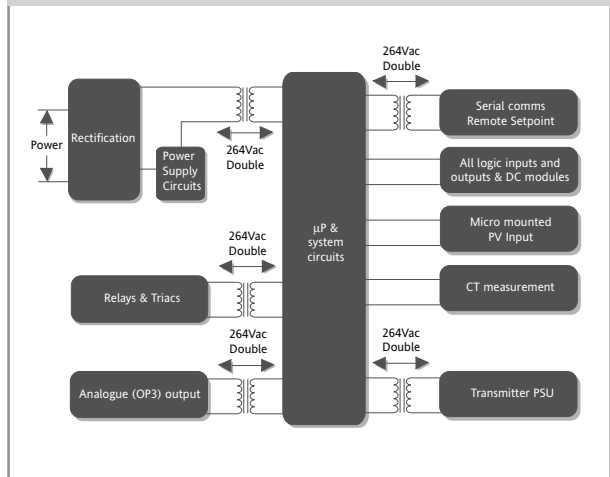 264Vac
Double
Rectification
Power
Power
Supply
Circuits
264Vac
Double
Serial comms
Remote Setpoint
All logic inputs and
outputs & DC modules
µP &
system
circuits
Micro mounted
PV Input
264Vac
Double
Relays & Triacs
CT measurement
264Vac
Double
264Vac
Double
Analogue (OP3) output
Transmitter PSU